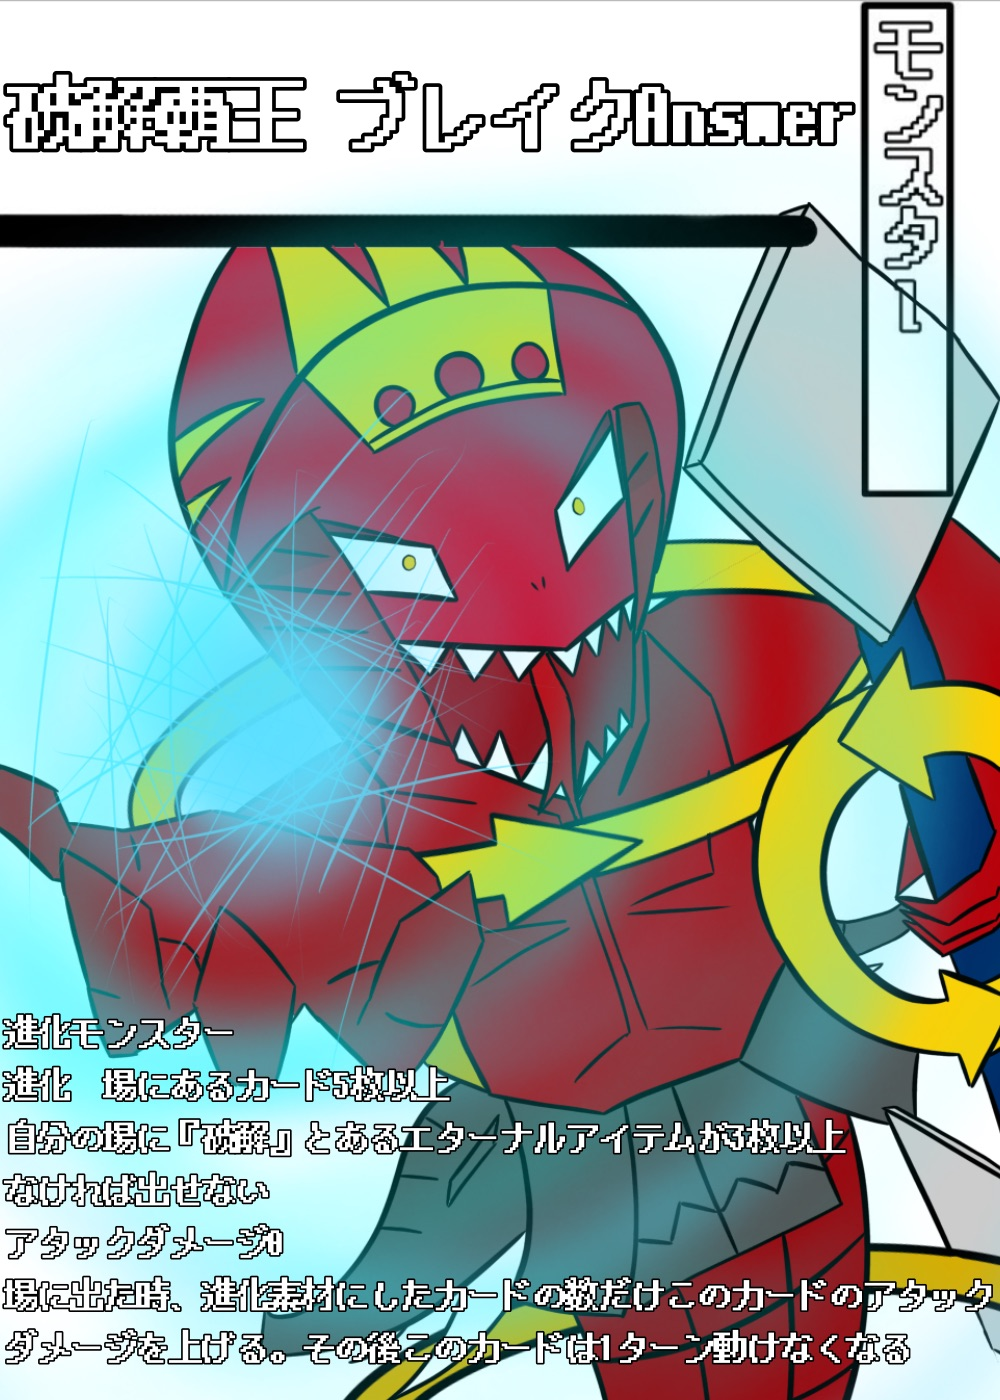 破解覇王 ブレイクAnswer
モンスター
進化モンスター
進化　場にあるカード5枚以上
自分の場に『破解』とあるエターナルアイテムが3枚以上
なければ出せない
アタックダメージ0
場に出た時、進化素材にしたカードの数だけこのカードのアタック
ダメージを上げる。その後このカードは1ターン動けなくなる